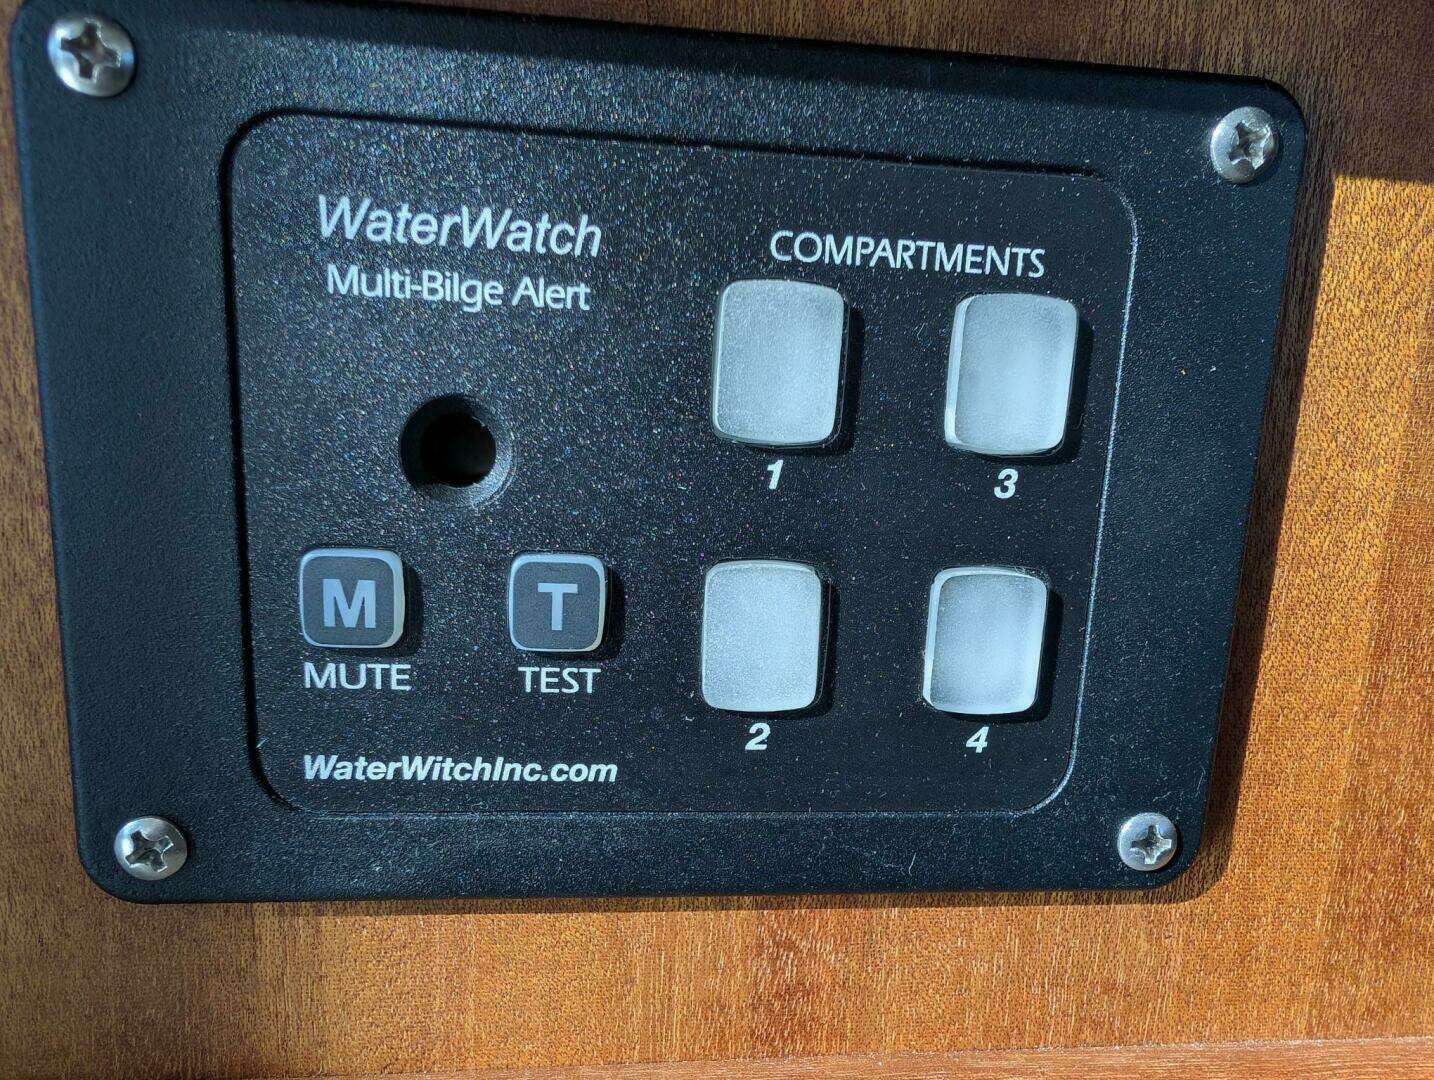 WaterWatch
Multi-Bilge Alert
COMPARTMENTS
1
3
M
T
MUTE
TEST
2
4
WaterWitchInc.com